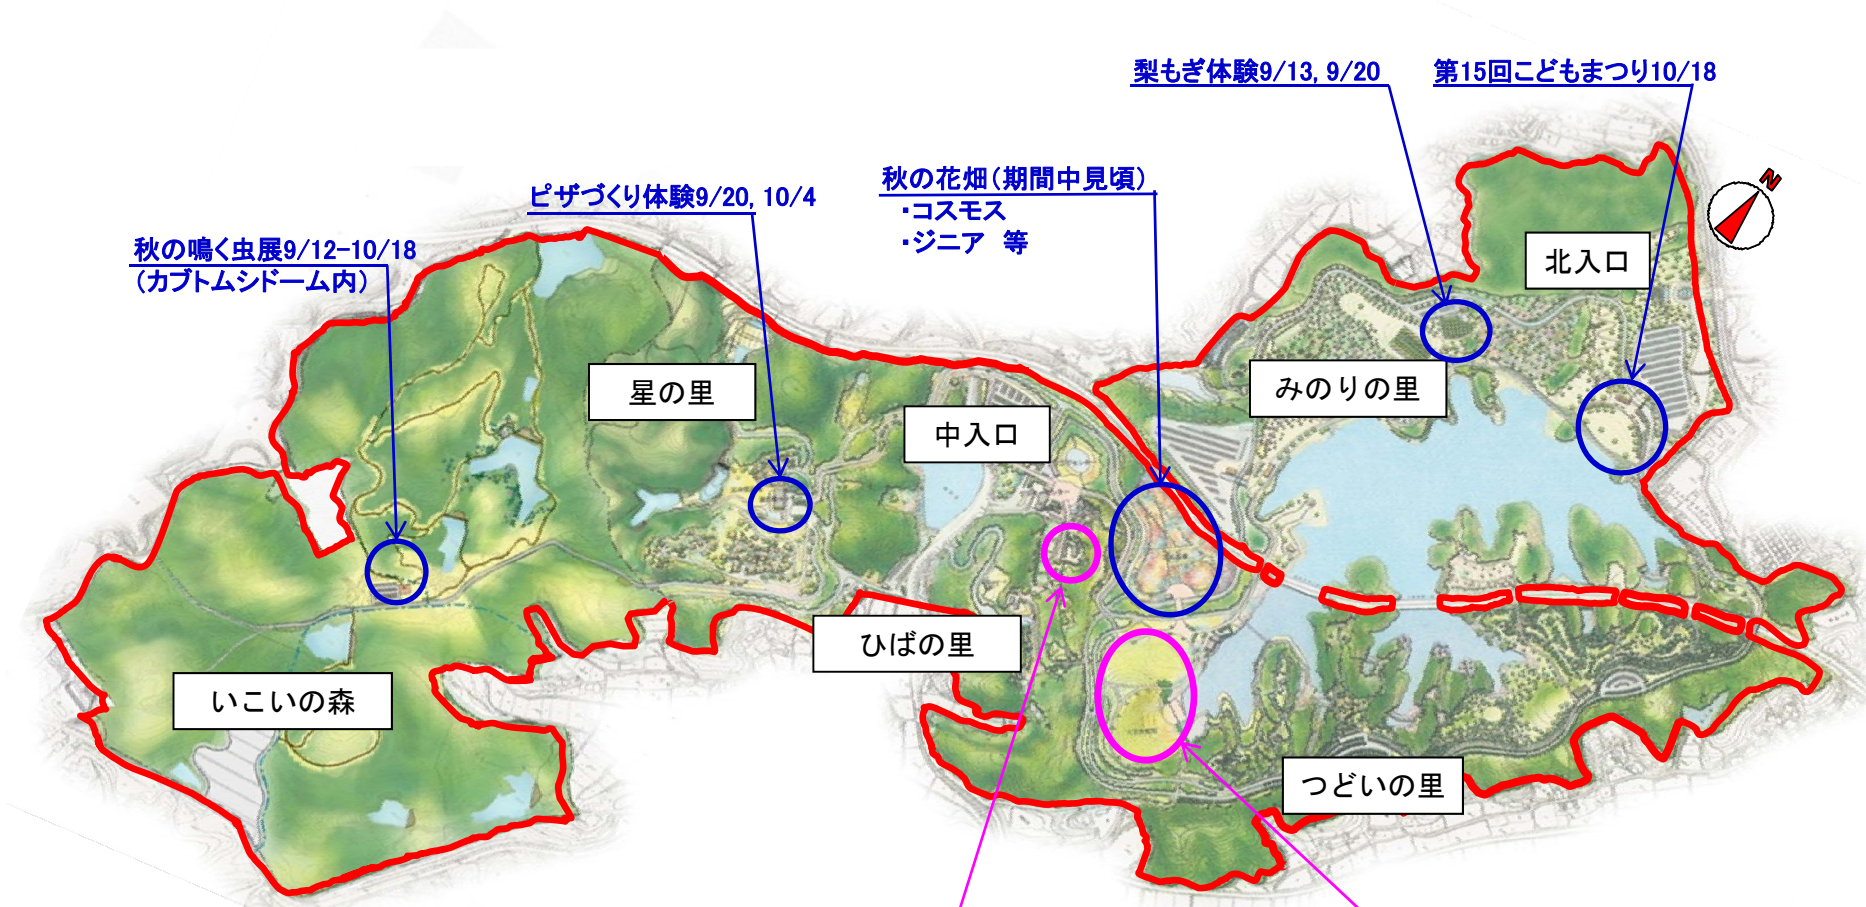 梨もぎ体験9/13, 9/20
第15回こどもまつり10/18
秋の花畑(期間中見頃)
・コスモス
・ジニア 等
ピザづくり体験9/20, 10/4
秋の鳴く虫展9/12-10/18
(カブトムシドーム内)
N
北入口
星の里
みのりの里
中入口
ひばの里
いこいの森
つどいの里